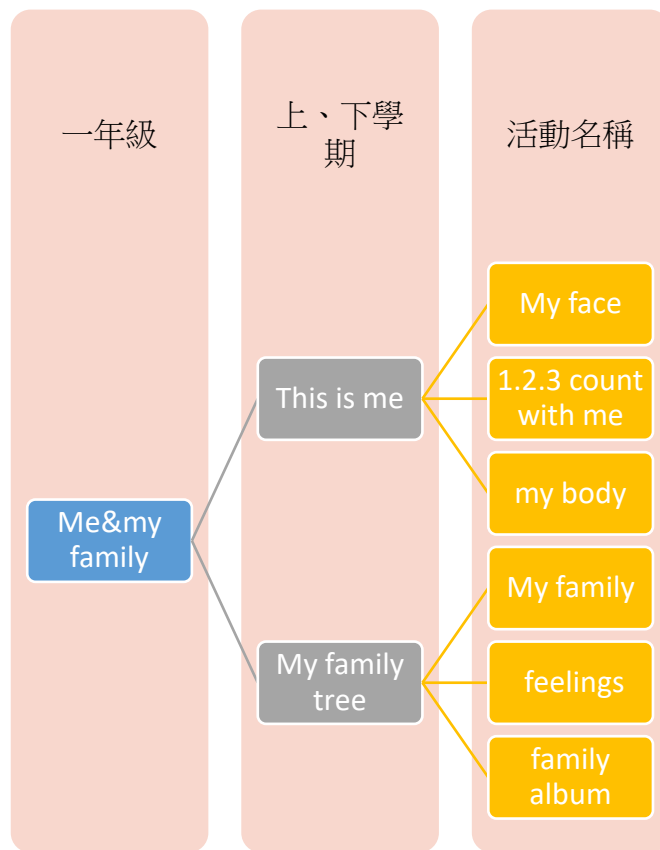 一年級
上、下學
期
活動名稱
My face
1.2.3 count
with me
my body
This is me
Me&my
family
My family
tree
My family
feelings
family
album